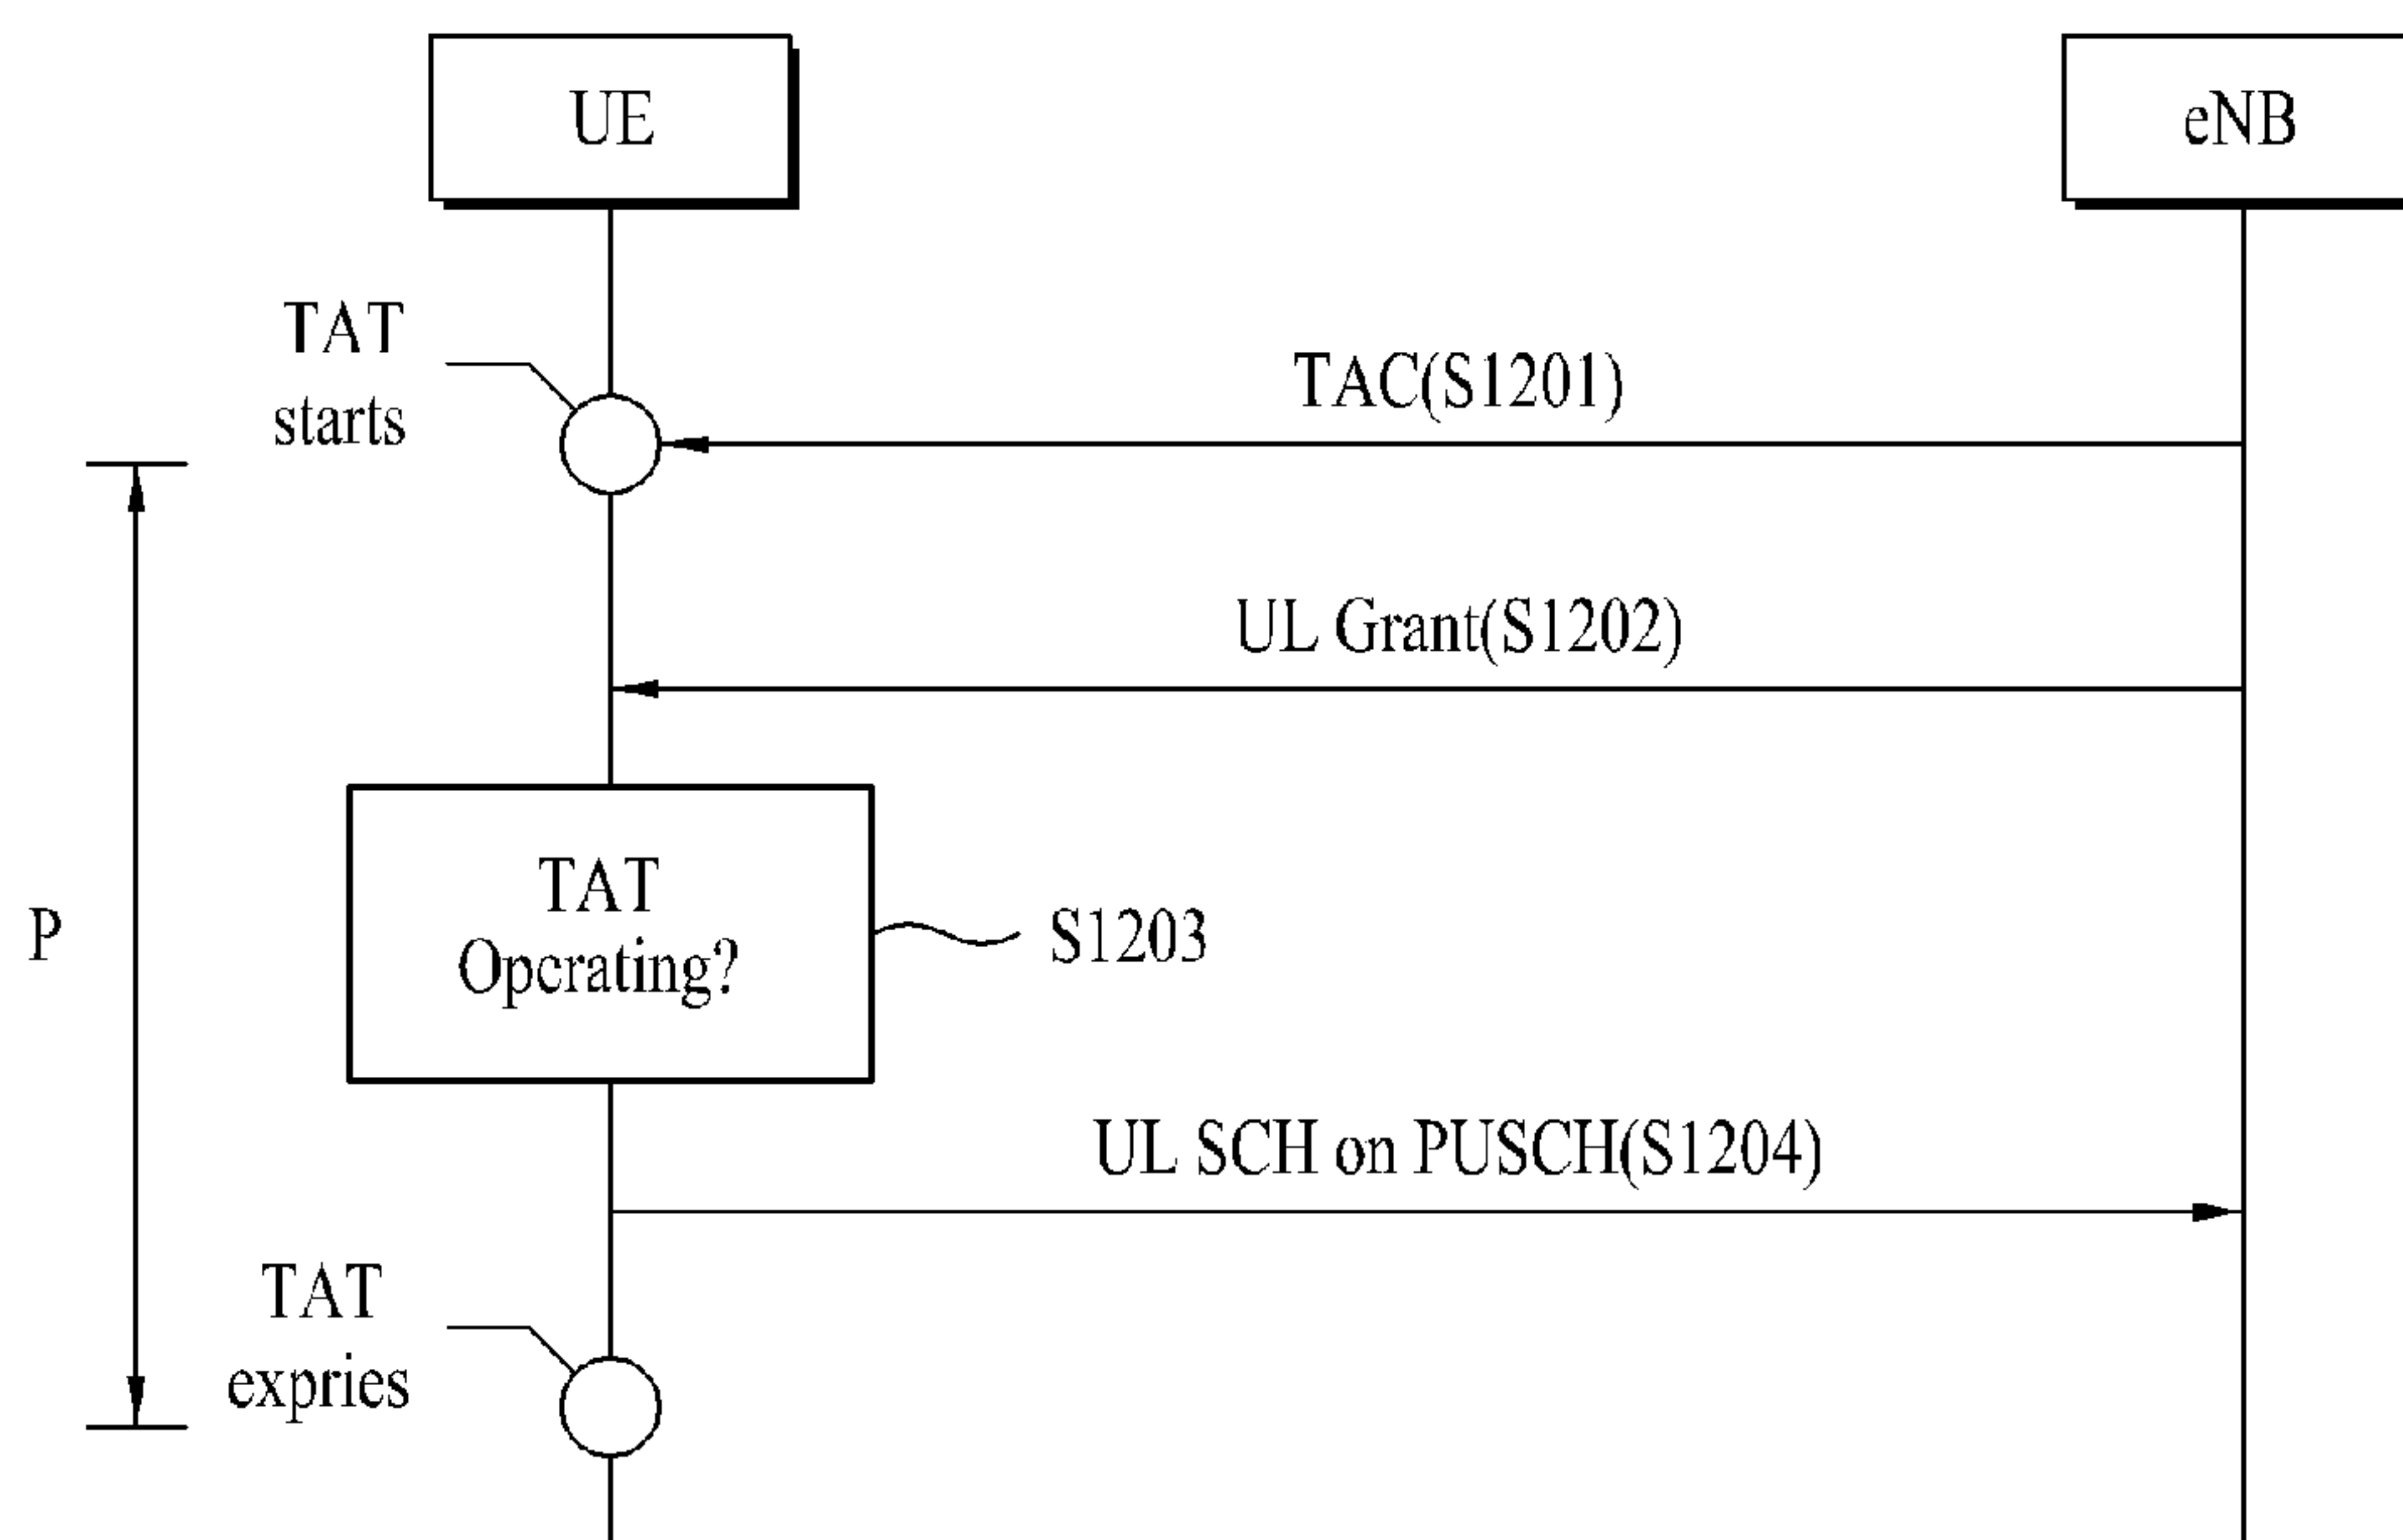 UE
eNB
TAT
starts
TAC(S1201)
UL Grant(S1202)
TAT
Opcrating?
S1203
P
UL SCH on PUSCH(S1204)
TAT
expries